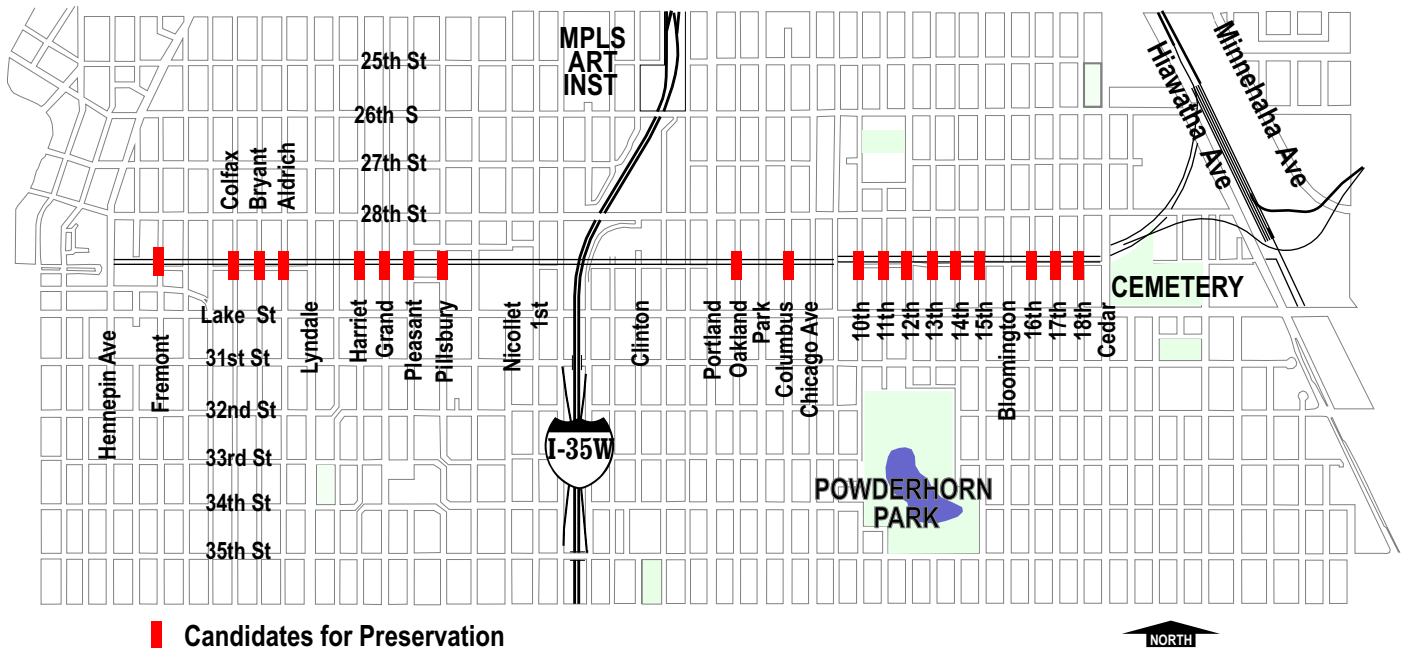 MPLS
ART
INST
25th St
26th S
27th St
28th St
Colfax
Bryant
Aldrich
Hiawatha Ave
Minnehaha Ave
CEMETERY
Lake St
31st St
32nd St
33rd St
34th St
35th St
Hennepin Ave
Fremont
Lyndale
Harriet
Grand
Pleasant
Pillsbury
Nicollet
1st
Clinton
Portland
Oakland
Park
Columbus
Chicago Ave
10th
11th
12th
13th
14th
15th
Bloomington
16th
17th
18th
Cedar
I-35W
POWDERHORN
PARK
Candidates for Preservation
NORTH